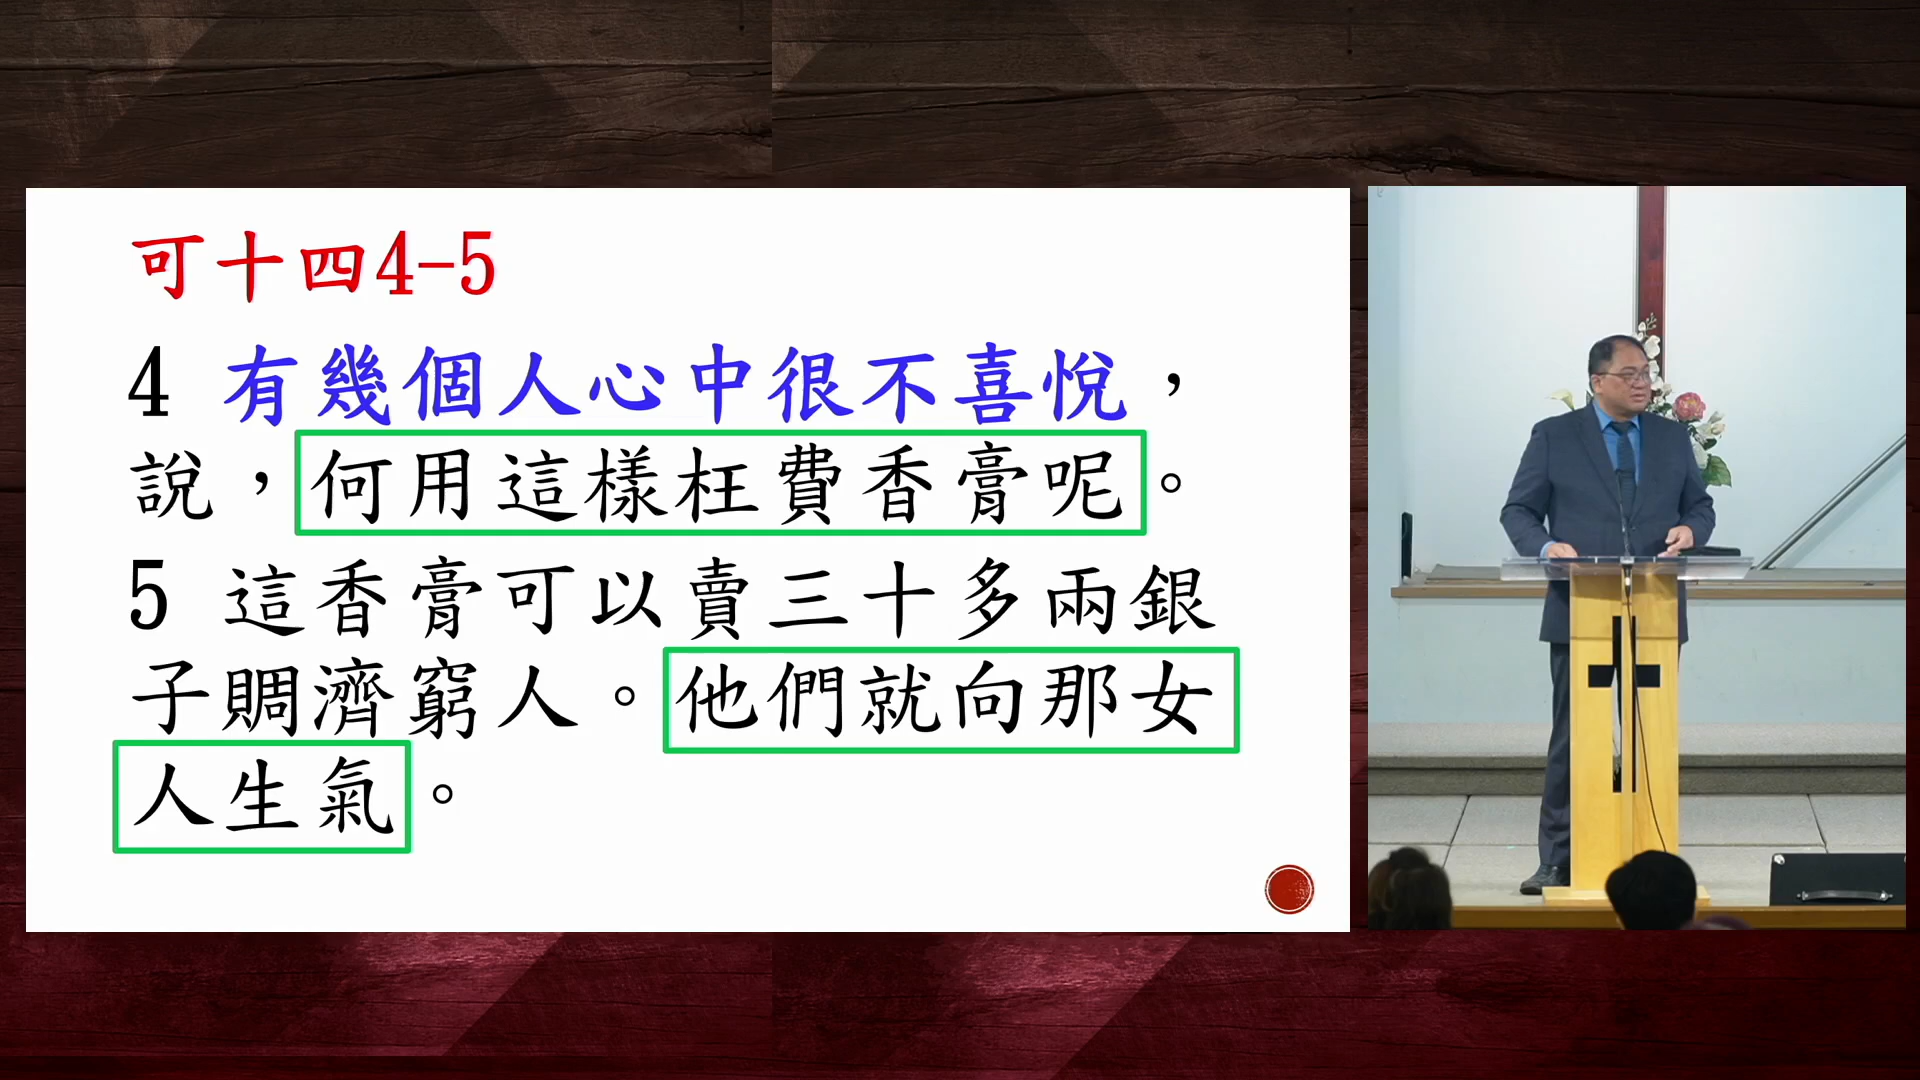 可十四4-5
4 有幾個人心中很不喜悅，
說，何用這樣枉費香膏呢。
5 這香膏可以賣三十多兩銀
子賙濟窮人。他們就向那女
人生氣。